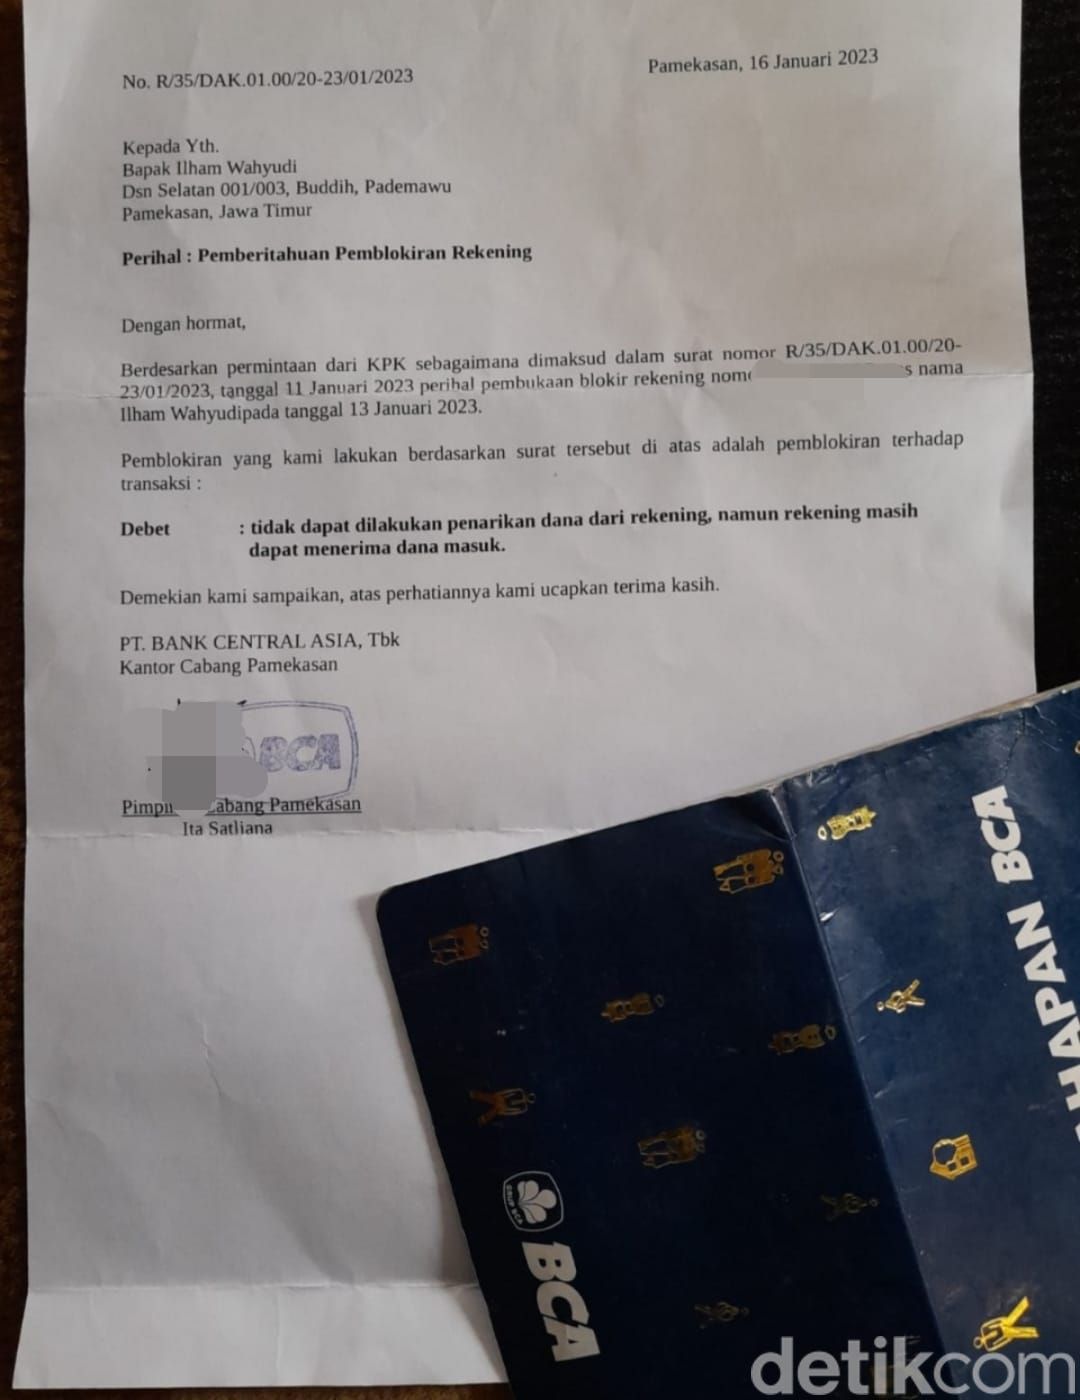 No. R/35/DAK.01.00/20-23/01/2023
Pamekasan, 16 Januari 2023
Kepada Yth.
Bapak Ilham Wahyudi
Dsn Selatan 001/003, Buddih, Pademawu
Pamekasan, Jawa Timur
Perihal : Pemberitahuan Pemblokiran Rekening
Dengan hormat,
Berdesarkan permintaan dari KPK sebagaimana dimaksud dalam surat nomor R/35/DAK.01.00/20-
23/01/2023, tanggal 11 Januari 2023 perihal pembukaan blokir rekening nama
Ilham Wahyudipada tanggal 13 Januari 2023.
Pemblokiran yang kami lakukan berdasarkan surat tersebut di atas adalah pemblokiran terhadap
transaksi :
Debet : tidak dapat dilakukan penarikan dana dari rekening, namun rekening masih
dapat menerima dana masuk.
Demekian kami sampaikan, atas perhatiannya kami ucapkan terima kasih.
PT. BANK CENTRAL ASIA, Tbk
Kantor Cabang Pamekasan
BCA
Cabang Pamekasan
Ita Satliana
HAPAN BCA
GRUP BCA
BCA
detikcom